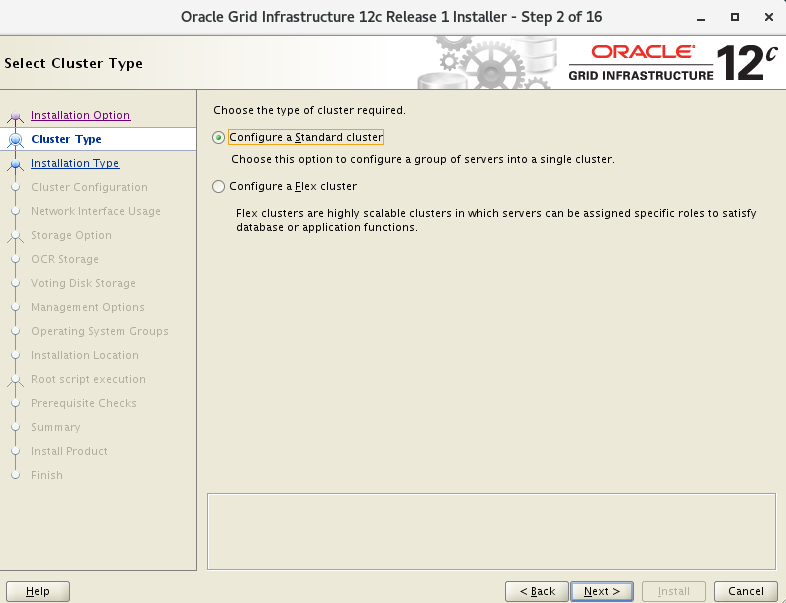 Oracle Grid Infrastructure 12c Release 1 Installer - Step 2 of 16
Select Cluster Type
ORACLE
GRID INFRASTRUCTURE 12c
Installation Option
Cluster Type
Installation Type
Cluster Configuration
Network Interface Usage
Storage Option
OCR Storage
Voting Disk Storage
Management Options
Operating System Groups
Installation Location
Root script execution
Prerequisite Checks
Summary
Install Product
Finish
Choose the type of cluster required.
Configure a Standard cluster
Choose this option to configure a group of servers into a single cluster.
Configure a Flex cluster
Flex clusters are highly scalable clusters in which servers can be assigned specific roles to satisfy
database or application functions.
Help
< Back
Next >
Install
Cancel